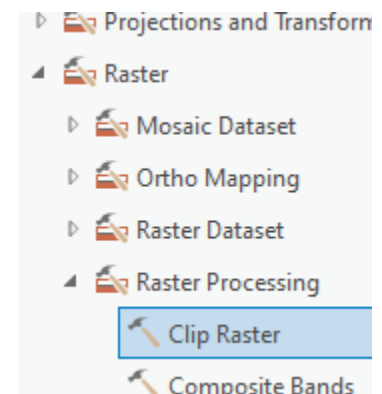 Projections and Transform
Raster
Mosaic Dataset
Ortho Mapping
Raster Dataset
Raster Processing
Clip Raster
Composite Bands